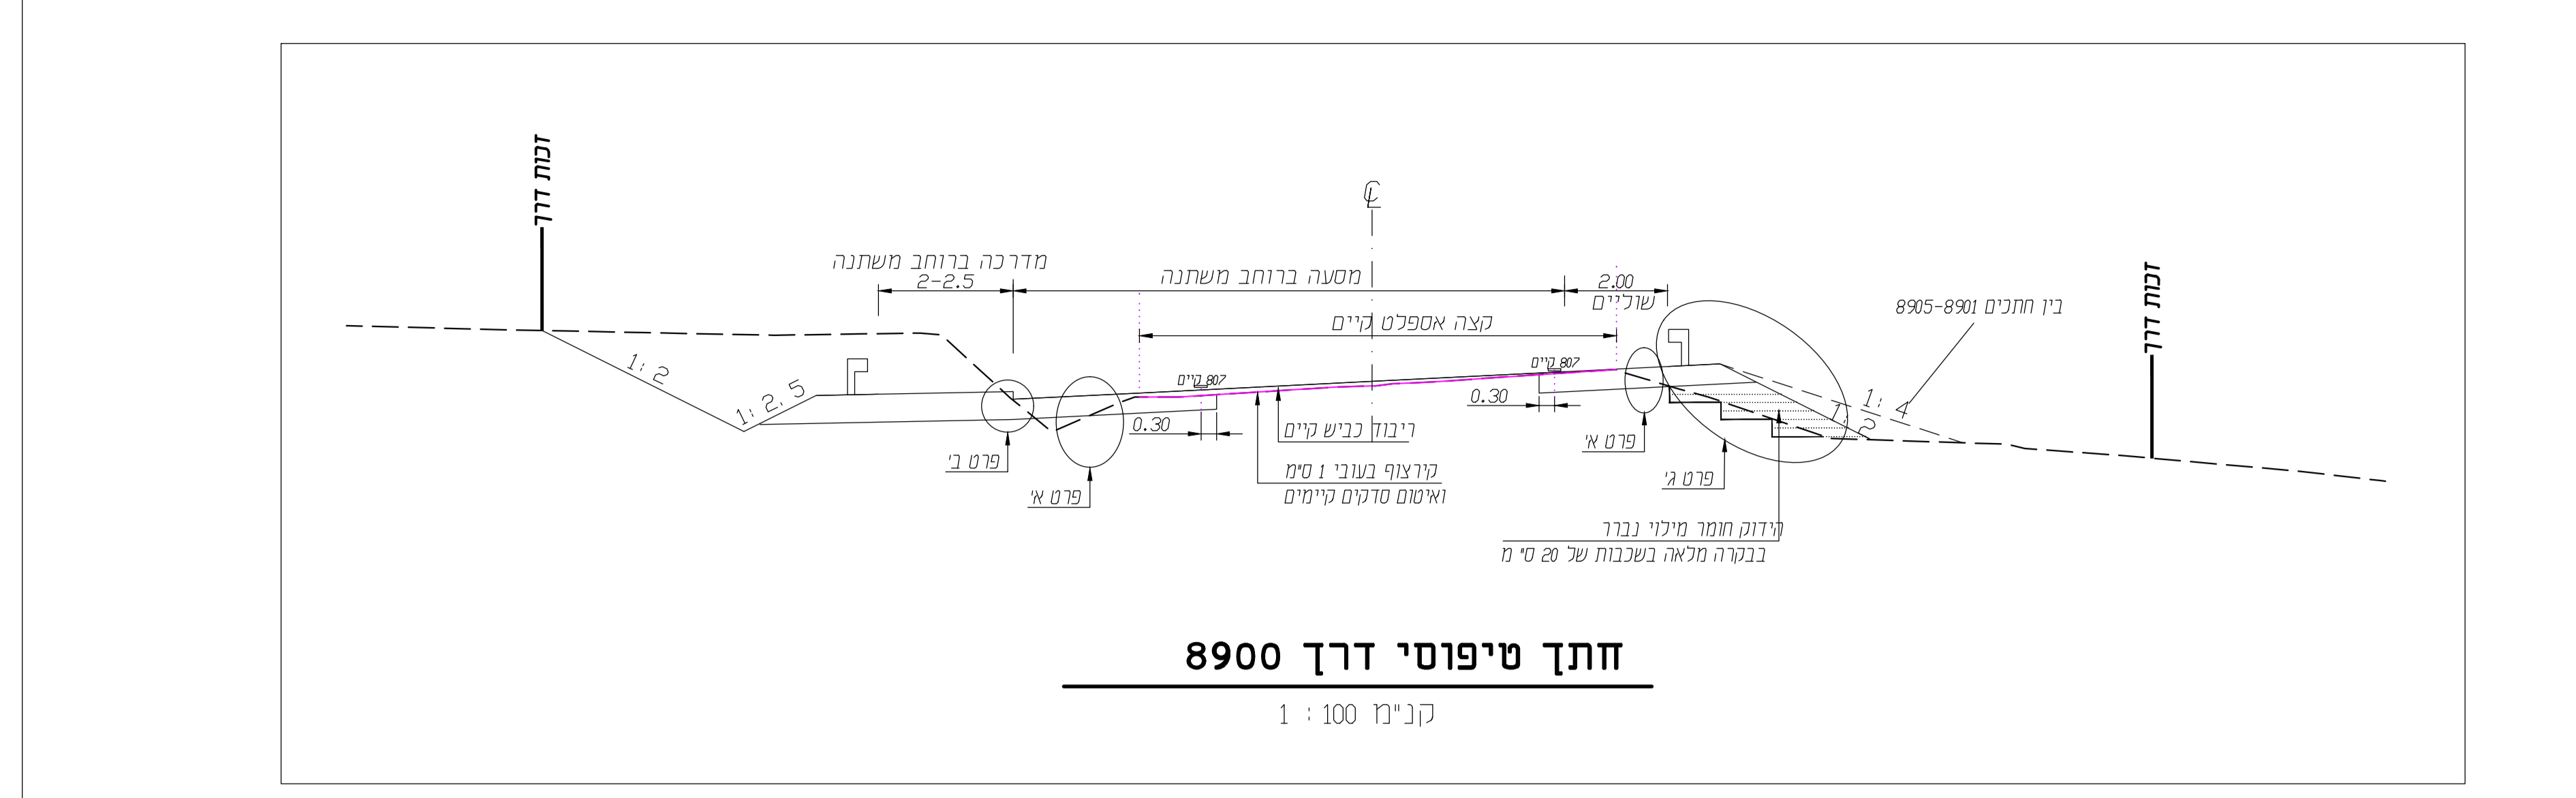 זכות דרך
℄
מדרכה ברוחב משתנה
2-2.5
מסעה ברוחב משתנה
2.00
שוליים
זכות דרך
בין חתכים 8905-8901
קצה אספלט קיים
1:2
1:2,5
807 קיים
807 קיים
0.30
0.30
1:4
1:2
ריבוד כביש קיים
פרט א'
פרט ב'
פרט ג'
פרט א'
קירצוף בעובי 1 ס"מ
ואיטום סדקים קיימים
הידוק חומר מילוי נברר
בבקרה מלאה בשכבות של 20 ס"מ
חתך טיפוסי דרך 8900
קנ"מ 100 : 1